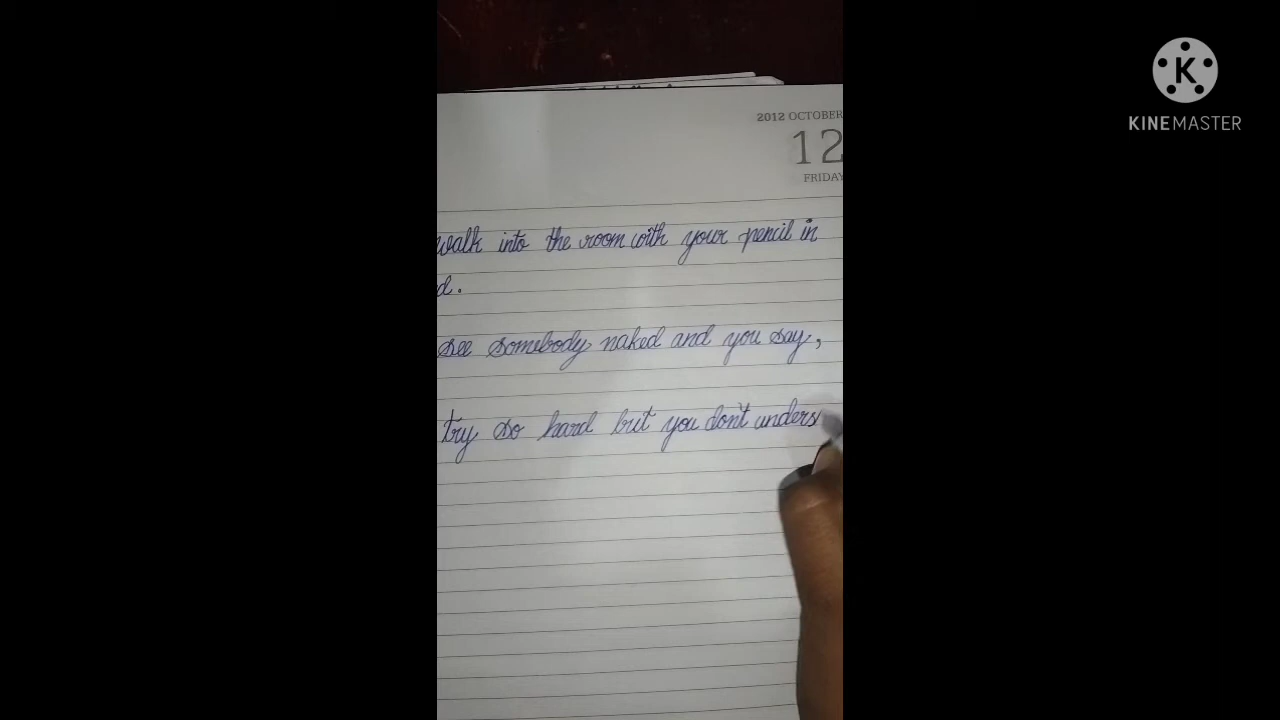 2012 OCTOBER
12
FRIDAY
walk into the room with your pencil in
d.
see somebody naked and you say,
try so hard but you don't unders
K
KINEMASTER